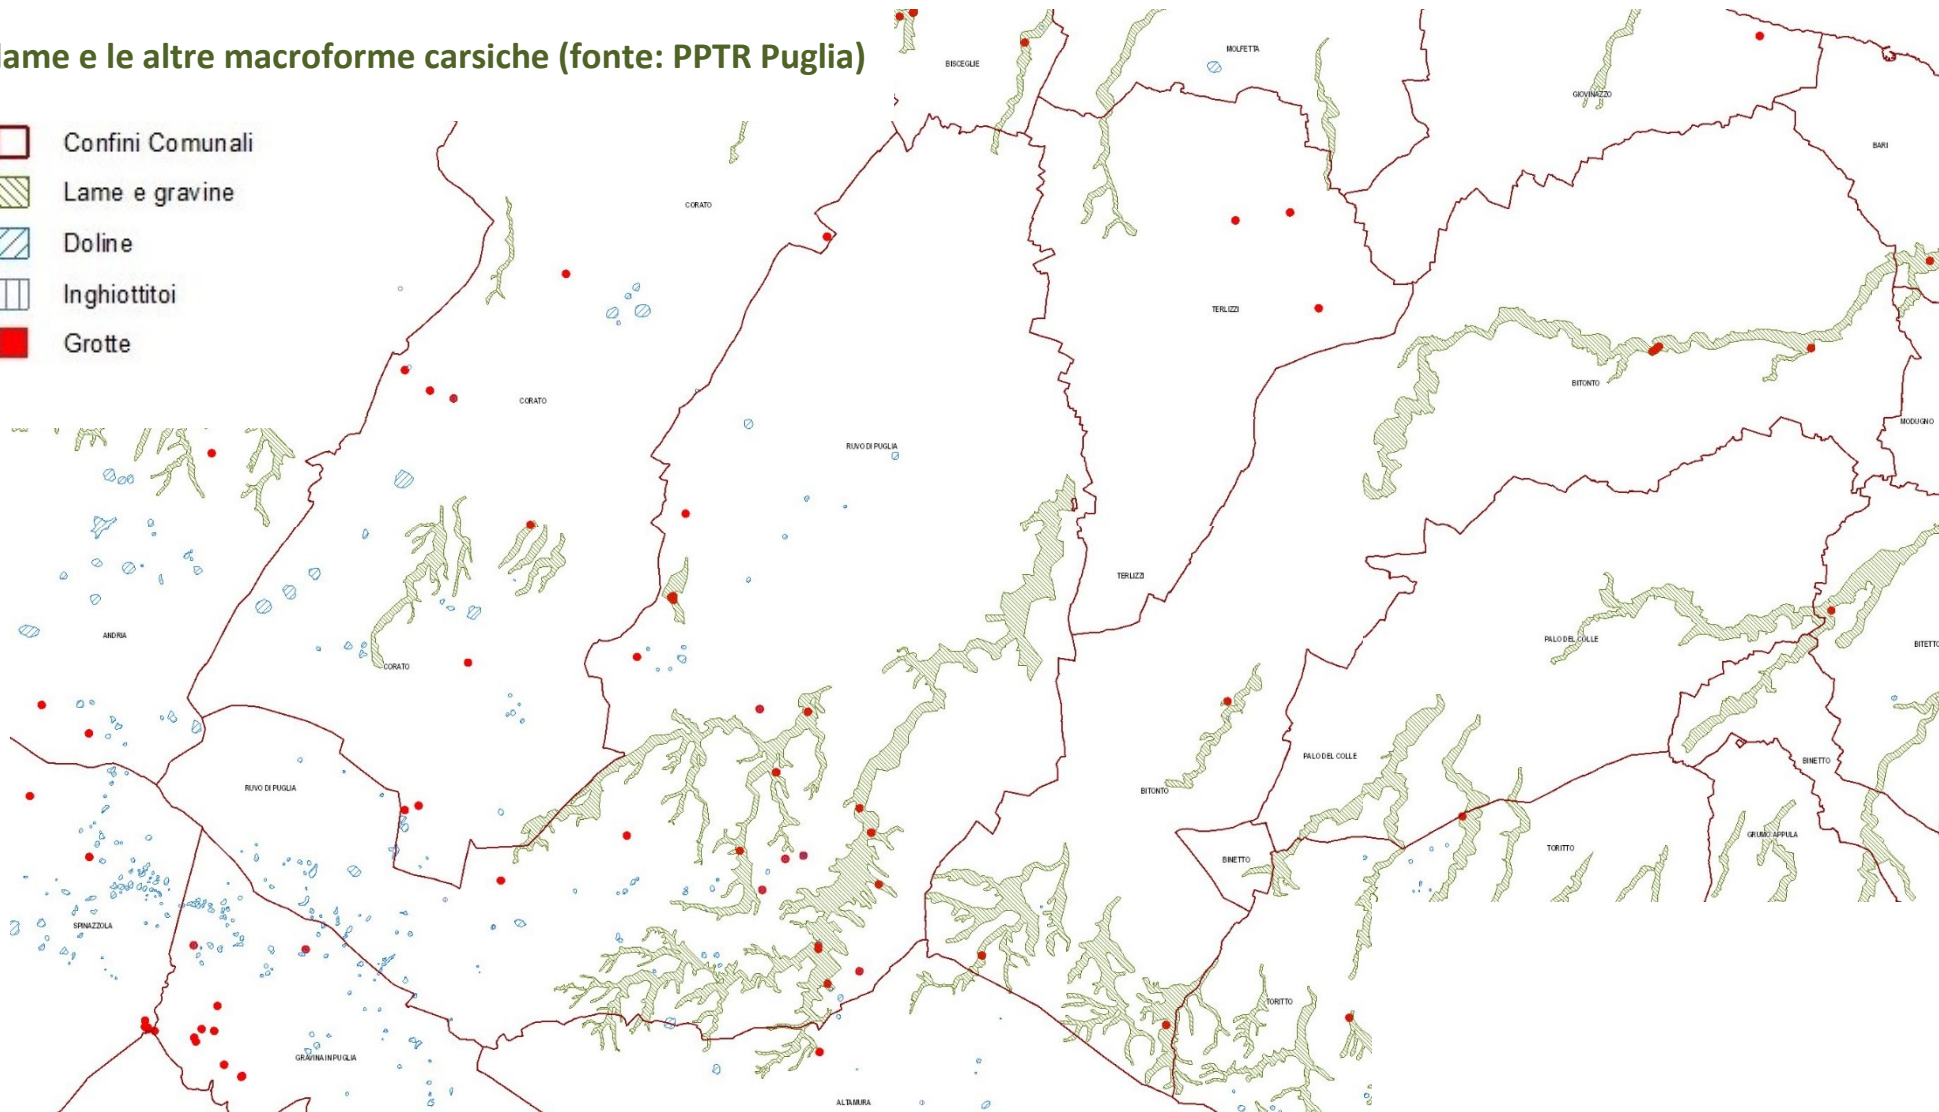 lame e le altre macroforme carsiche (fonte: PPTR Puglia)
Confini Comunali
Lame e gravine
Doline
Inghiottitoi
Grotte
BISCEGLIE
MOLFETTA
GIOVINAZZO
BARI
CORATO
TERLIZZI
BITONTO
CORATO
MODUGNO
RUVO DI PUGLIA
TERLIZZI
ANDRIA
PALO DEL COLLE
BITETTO
CORATO
PALO DEL COLLE
BINETTO
RUVO DI PUGLIA
BITONTO
GRUMO APPULA
TORITTO
BINETTO
SPINAZZOLA
TORITTO
GRAVINA IN PUGLIA
ALTAMURA